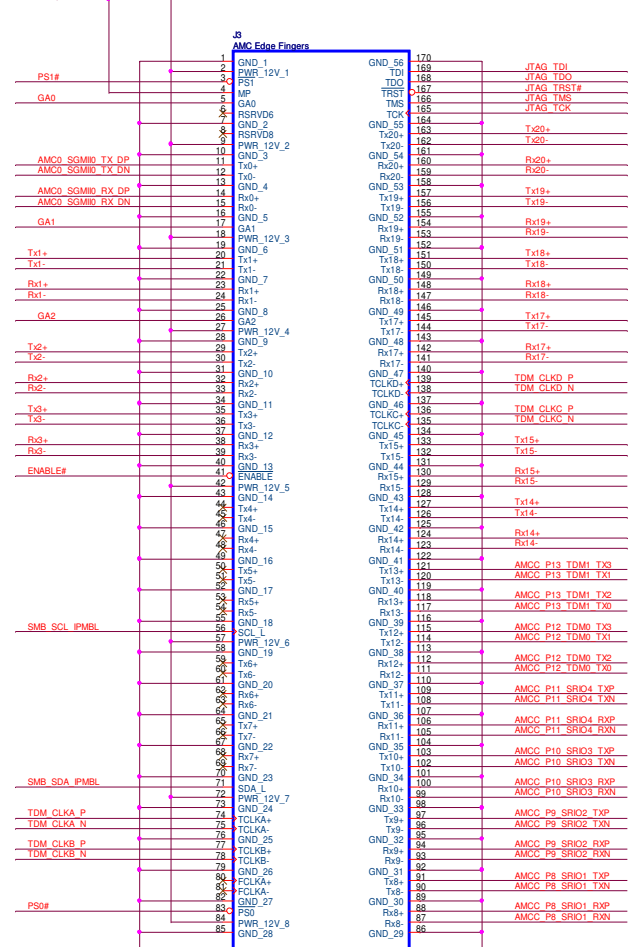 J3
AMC Edge Fingers
1 GND_1
2 PWR_12V_1
PS1# 3 PS1
4 MP
GA0 5 GA0
6 RSRVD6
7 GND_2
8 RSRVD8
9 PWR_12V_2
10 GND_3
AMC0_SGMII0_TX_DP 11 Tx0+
AMC0_SGMII0_TX_DN 12 Tx0-
13 GND_4
AMC0_SGMII0_RX_DP 14 Rx0+
AMC0_SGMII0_RX_DN 15 Rx0-
16 GND_5
GA1 17 GA1
18 PWR_12V_3
19 GND_6
Tx1+ 20 Tx1+
Tx1- 21 Tx1-
22 GND_7
Rx1+ 23 Rx1+
Rx1- 24 Rx1-
25 GND_8
GA2 26 GA2
27 PWR_12V_4
28 GND_9
Tx2+ 29 Tx2+
Tx2- 30 Tx2-
31 GND_10
Rx2+ 32 Rx2+
Rx2- 33 Rx2-
34 GND_11
Tx3+ 35 Tx3+
Tx3- 36 Tx3-
37 GND_12
Rx3+ 38 Rx3+
Rx3- 39 Rx3-
40 GND_13
ENABLE# 41 ENABLE
42 PWR_12V_5
43 GND_14
44 Tx4+
45 Tx4-
46 GND_15
47 Rx4+
48 Rx4-
49 GND_16
50 Tx5+
51 Tx5-
52 GND_17
53 Rx5+
54 Rx5-
55 GND_18
SMB_SCL_IPMBL 56 SCL_L
57 PWR_12V_6
58 GND_19
59 Tx6+
60 Tx6-
61 GND_20
62 Rx6+
63 Rx6-
64 GND_21
65 Tx7+
66 Tx7-
67 GND_22
68 Rx7+
69 Rx7-
70 GND_23
SMB_SDA_IPMBL 71 SDA_L
72 PWR_12V_7
73 GND_24
TDM_CLKA_P 74 TCLKA+
TDM_CLKA_N 75 TCLKA-
76 GND_25
TDM_CLKB_P 77 TCLKB+
TDM_CLKB_N 78 TCLKB-
79 GND_26
80 FCLKA+
81 FCLKA-
82 GND_27
PS0# 83 PS0
84 PWR_12V_8
85 GND_28
GND_56 170
TDI 169 JTAG_TDI
TDO 168 JTAG_TDO
TRST 167 JTAG_TRST#
TMS 166 JTAG_TMS
TCK 165 JTAG_TCK
GND_55 164
Tx20+ 163 Tx20+
Tx20- 162 Tx20-
GND_54 161
Rx20+ 160 Rx20+
Rx20- 159 Rx20-
GND_53 158
Tx19+ 157 Tx19+
Tx19- 156 Tx19-
GND_52 155
Rx19+ 154 Rx19+
Rx19- 153 Rx19-
GND_51 152
Tx18+ 151 Tx18+
Tx18- 150 Tx18-
GND_50 149
Rx18+ 148 Rx18+
Rx18- 147 Rx18-
GND_49 146
Tx17+ 145 Tx17+
Tx17- 144 Tx17-
GND_48 143
Rx17+ 142 Rx17+
Rx17- 141 Rx17-
GND_47 140
TCLKD+ 139 TDM_CLKD_P
TCLKD- 138 TDM_CLKD_N
GND_46 137
TCLKC+ 136 TDM_CLKC_P
TCLKC- 135 TDM_CLKC_N
GND_45 134
Tx15+ 133 Tx15+
Tx15- 132 Tx15-
GND_44 131
Rx15+ 130 Rx15+
Rx15- 129 Rx15-
GND_43 128
Tx14+ 127 Tx14+
Tx14- 126 Tx14-
GND_42 125
Rx14+ 124 Rx14+
Rx14- 123 Rx14-
GND_41 122
Tx13+ 121 AMCC_P13_TDM1_TX3
Tx13- 120 AMCC_P13_TDM1_TX1
GND_40 119
Rx13+ 118 AMCC_P13_TDM1_TX2
Rx13- 117 AMCC_P13_TDM1_TX0
GND_39 116
Tx12+ 115 AMCC_P12_TDM0_TX3
Tx12- 114 AMCC_P12_TDM0_TX1
GND_38 113
Rx12+ 112 AMCC_P12_TDM0_TX2
Rx12- 111 AMCC_P12_TDM0_TX0
GND_37 110
Tx11+ 109 AMCC_P11_SRIO4_TXP
Tx11- 108 AMCC_P11_SRIO4_TXN
GND_36 107
Rx11+ 106 AMCC_P11_SRIO4_RXP
Rx11- 105 AMCC_P11_SRIO4_RXN
GND_35 104
Tx10+ 103 AMCC_P10_SRIO3_TXP
Tx10- 102 AMCC_P10_SRIO3_TXN
GND_34 101
Rx10+ 100 AMCC_P10_SRIO3_RXP
Rx10- 99 AMCC_P10_SRIO3_RXN
GND_33 98
Tx9+ 97 AMCC_P9_SRIO2_TXP
Tx9- 96 AMCC_P9_SRIO2_TXN
GND_32 95
Rx9+ 94 AMCC_P9_SRIO2_RXP
Rx9- 93 AMCC_P9_SRIO2_RXN
GND_31 92
Tx8+ 91 AMCC_P8_SRIO1_TXP
Tx8- 90 AMCC_P8_SRIO1_TXN
GND_30 89
Rx8+ 88 AMCC_P8_SRIO1_RXP
Rx8- 87 AMCC_P8_SRIO1_RXN
GND_29 86